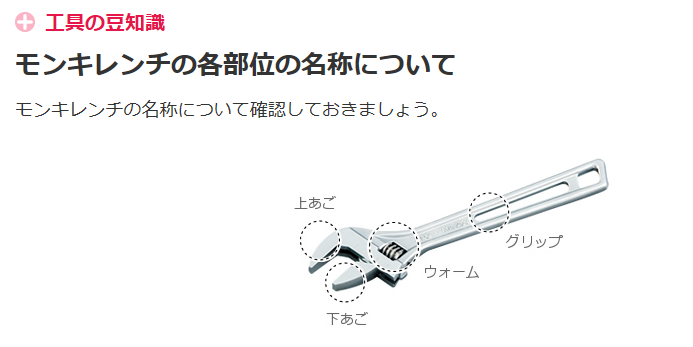 工具の豆知識
モンキレンチの各部位の名称について
モンキレンチの名称について確認しておきましょう。
上あご
グリップ
ウォーム
下あご